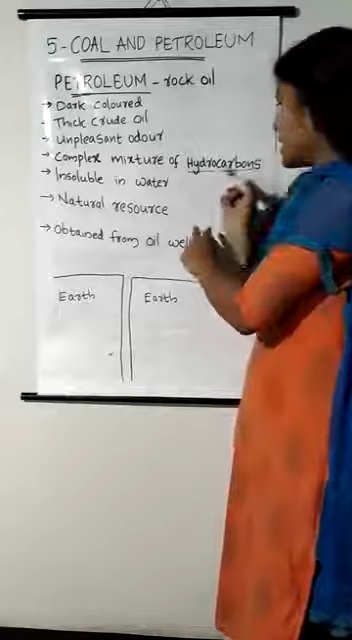 5-COAL AND PETROLEUM
PETROLEUM - rock oil
→ Dark coloured
- Thick crude oil
- Unpleasant odour
→ Complex mixture of Hydrocarbons
→ Insoluble in water
→ Natural resource
→ Obtained from oil
Earth Earth